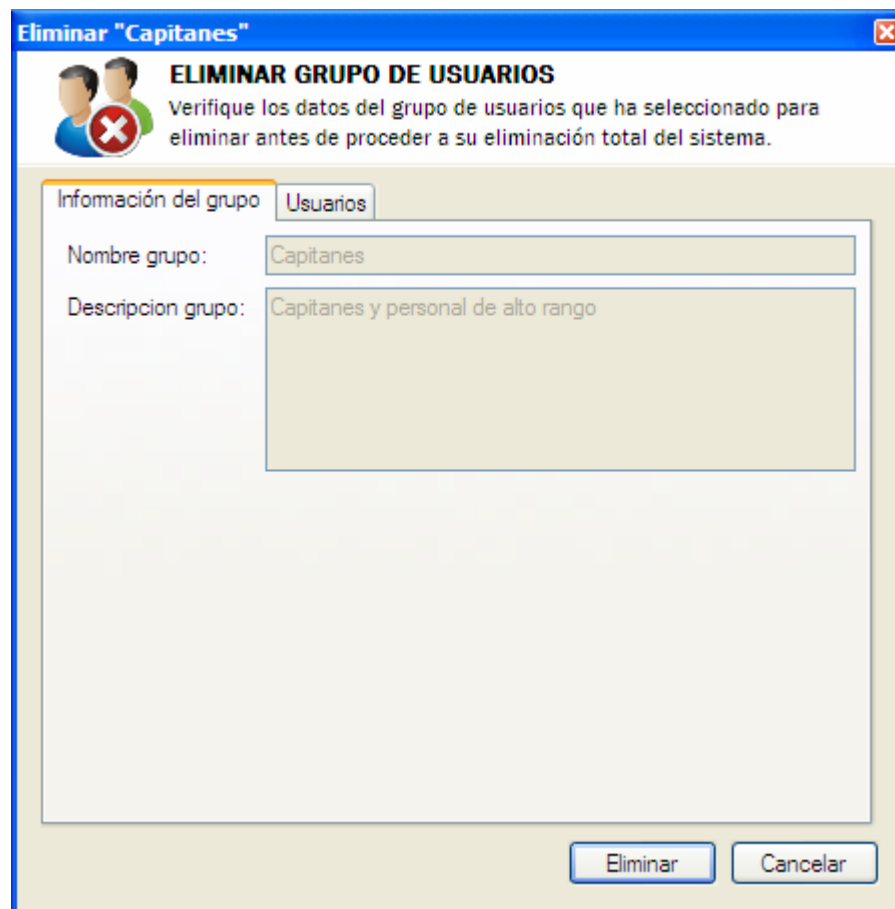 Eliminar "Capitanes"
ELIMINAR GRUPO DE USUARIOS
Verifique los datos del grupo de usuarios que ha seleccionado para
eliminar antes de proceder a su eliminación total del sistema.
Información del grupo Usuarios
Nombre grupo: Capitanes
Descripcion grupo: Capitanes y personal de alto rango
Eliminar Cancelar